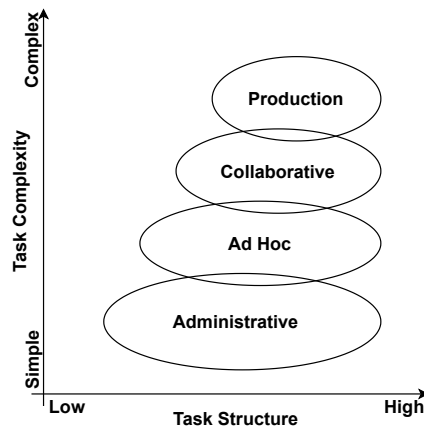 Complex
Task Complexity
Simple
Production
Collaborative
Ad Hoc
Administrative
Low
High
Task Structure